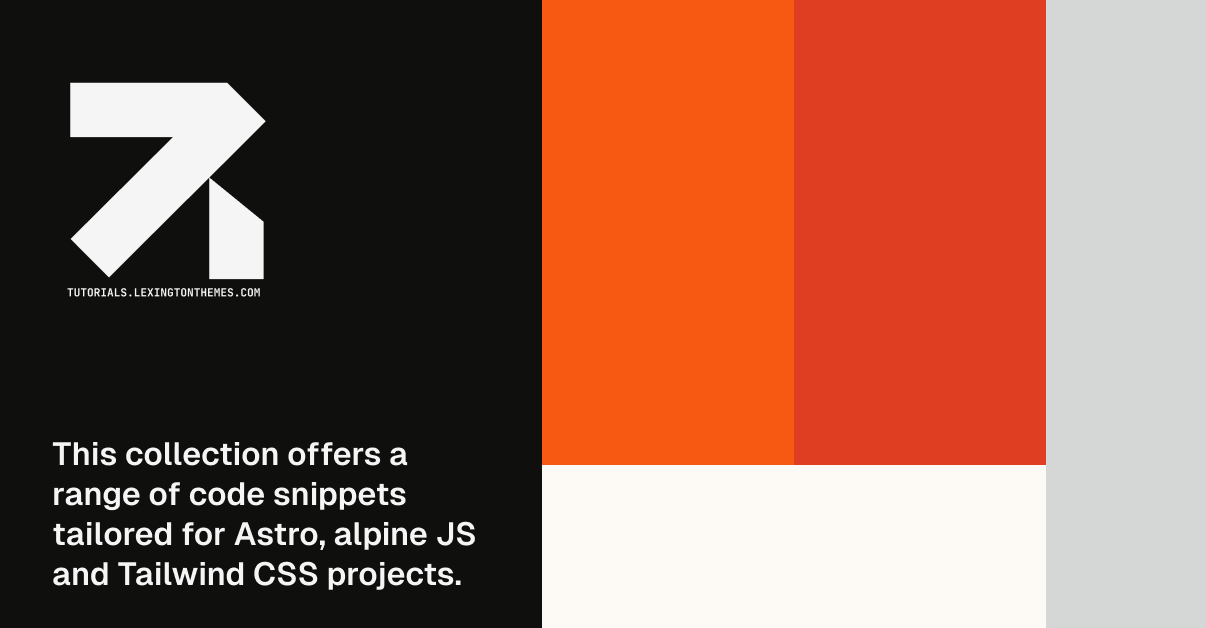 TUTORIALS.LEXINGTONTHEMES.COM
This collection offers a
range of code snippets
tailored for Astro, alpine JS
and Tailwind CSS projects.